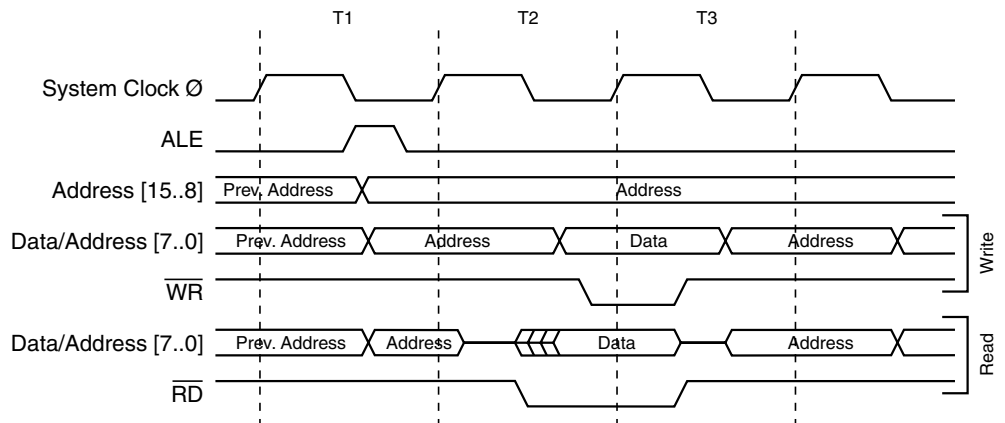 T1 T2 T3
System Clock Ø
ALE
Address [15..8] Prev. Address Address
Data/Address [7..0] Prev. Address Address Data Address
WR
Write
Data/Address [7..0] Prev. Address Address Data Address
RD
Read